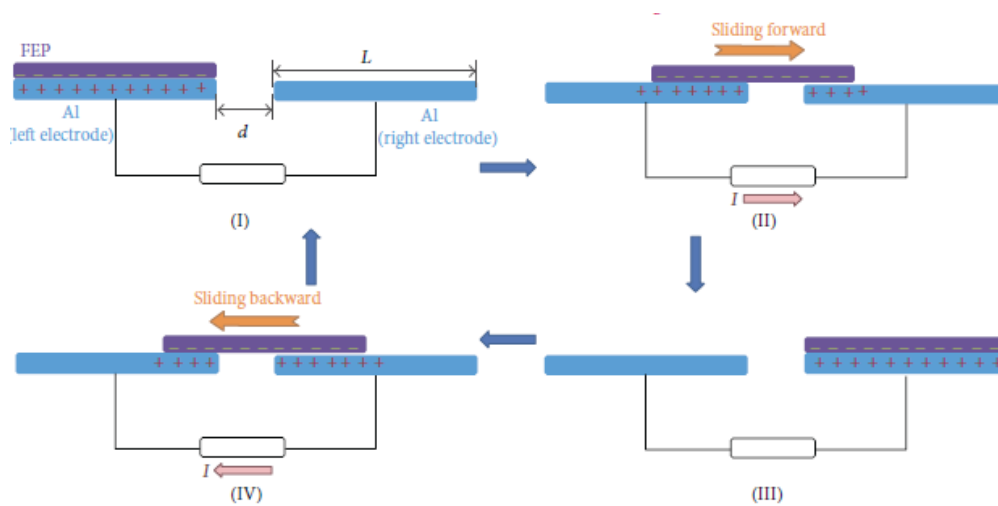 FEP
L
Al
(left electrode)
d
Al
(right electrode)
(I)
Sliding forward
I
(II)
Sliding backward
I
(IV)
(III)